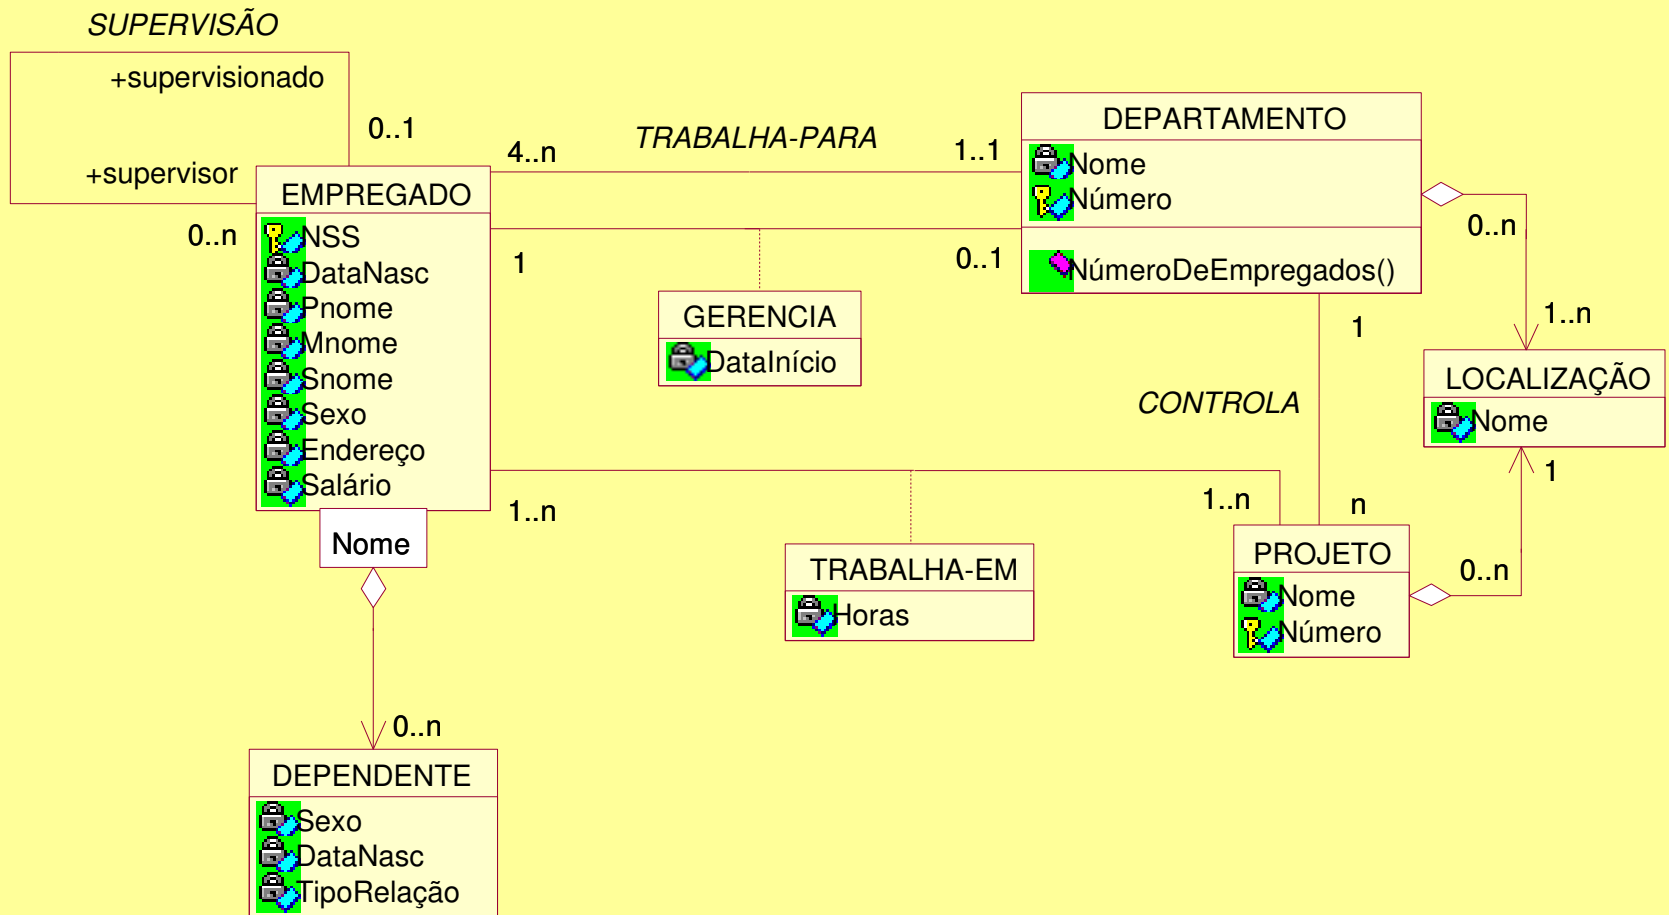 SUPERVISÃO
+supervisionado
0..1
+supervisor
0..n
EMPREGADO
NSS
DataNasc
Pnome
Mnome
Snome
Sexo
Endereço
Salário
Nome
4..n
TRABALHA-PARA
1..1
1
0..1
GERENCIA
DataInício
DEPARTAMENTO
Nome
Número
NúmeroDeEmpregados()
0..n
1..n
LOCALIZAÇÃO
Nome
1
1
CONTROLA
n
1..n
1..n
TRABALHA-EM
Horas
PROJETO
Nome
Número
0..n
0..n
DEPENDENTE
Sexo
DataNasc
TipoRelação